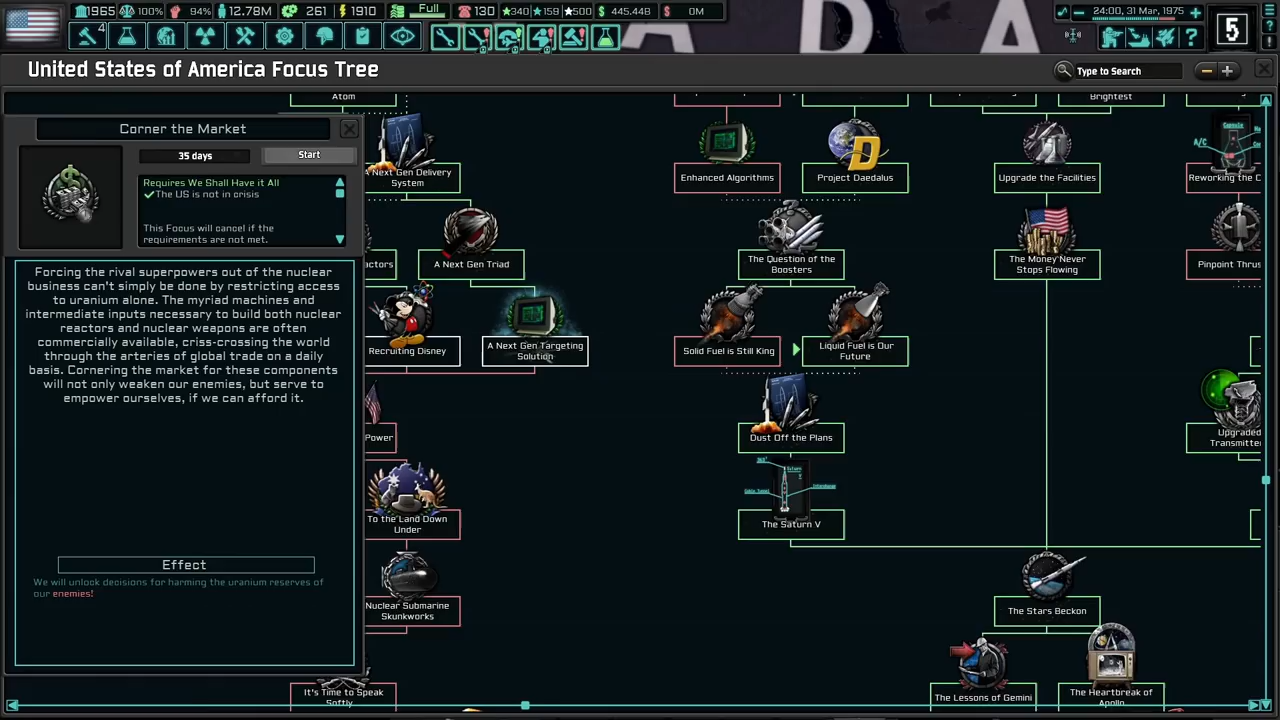 1965 100% 94% 12.78M 261 1910 Full 130 340 159 500 $ 445.44B $ 0M
24:00, 31 Mar, 1975
5
4
D A
United States of America Focus Tree
Type to Search
Corner the Market
35 days
Start
Requires We Shall Have it All
The US is not in crisis
This Focus will cancel if the
requirements are not met.
Forcing the rival superpowers out of the nuclear
business can't simply be done by restricting access
to uranium alone. The myriad machines and
intermediate inputs necessary to build both nuclear
reactors and nuclear weapons are often
commercially available, criss-crossing the world
through the arteries of global trade on a daily
basis. Cornering the market for these components
will not only weaken our enemies, but serve to
empower ourselves, if we can afford it.
Effect
We will unlock decisions for harming the uranium reserves of
our enemies!
Atom
Brightest
A Next Gen Delivery
System
Enhanced Algorithms
Project Daedalus
Upgrade the Facilities
Capsule
A/C
Reworking the C
actors
A Next Gen Triad
The Question of the
Boosters
The Money Never
Stops Flowing
Pinpoint Thrus
Recruiting Disney
A Next Gen Targeting
Solution
Solid Fuel is Still King
Liquid Fuel is Our
Future
Power
Dust Off the Plans
Upgraded
Transmitte
To the Land Down
Under
Saturn
V
The Saturn V
Nuclear Submarine
Skunkworks
The Stars Beckon
It's Time to Speak
Softly
The Lessons of Gemini
The Heartbreak of
Apollo